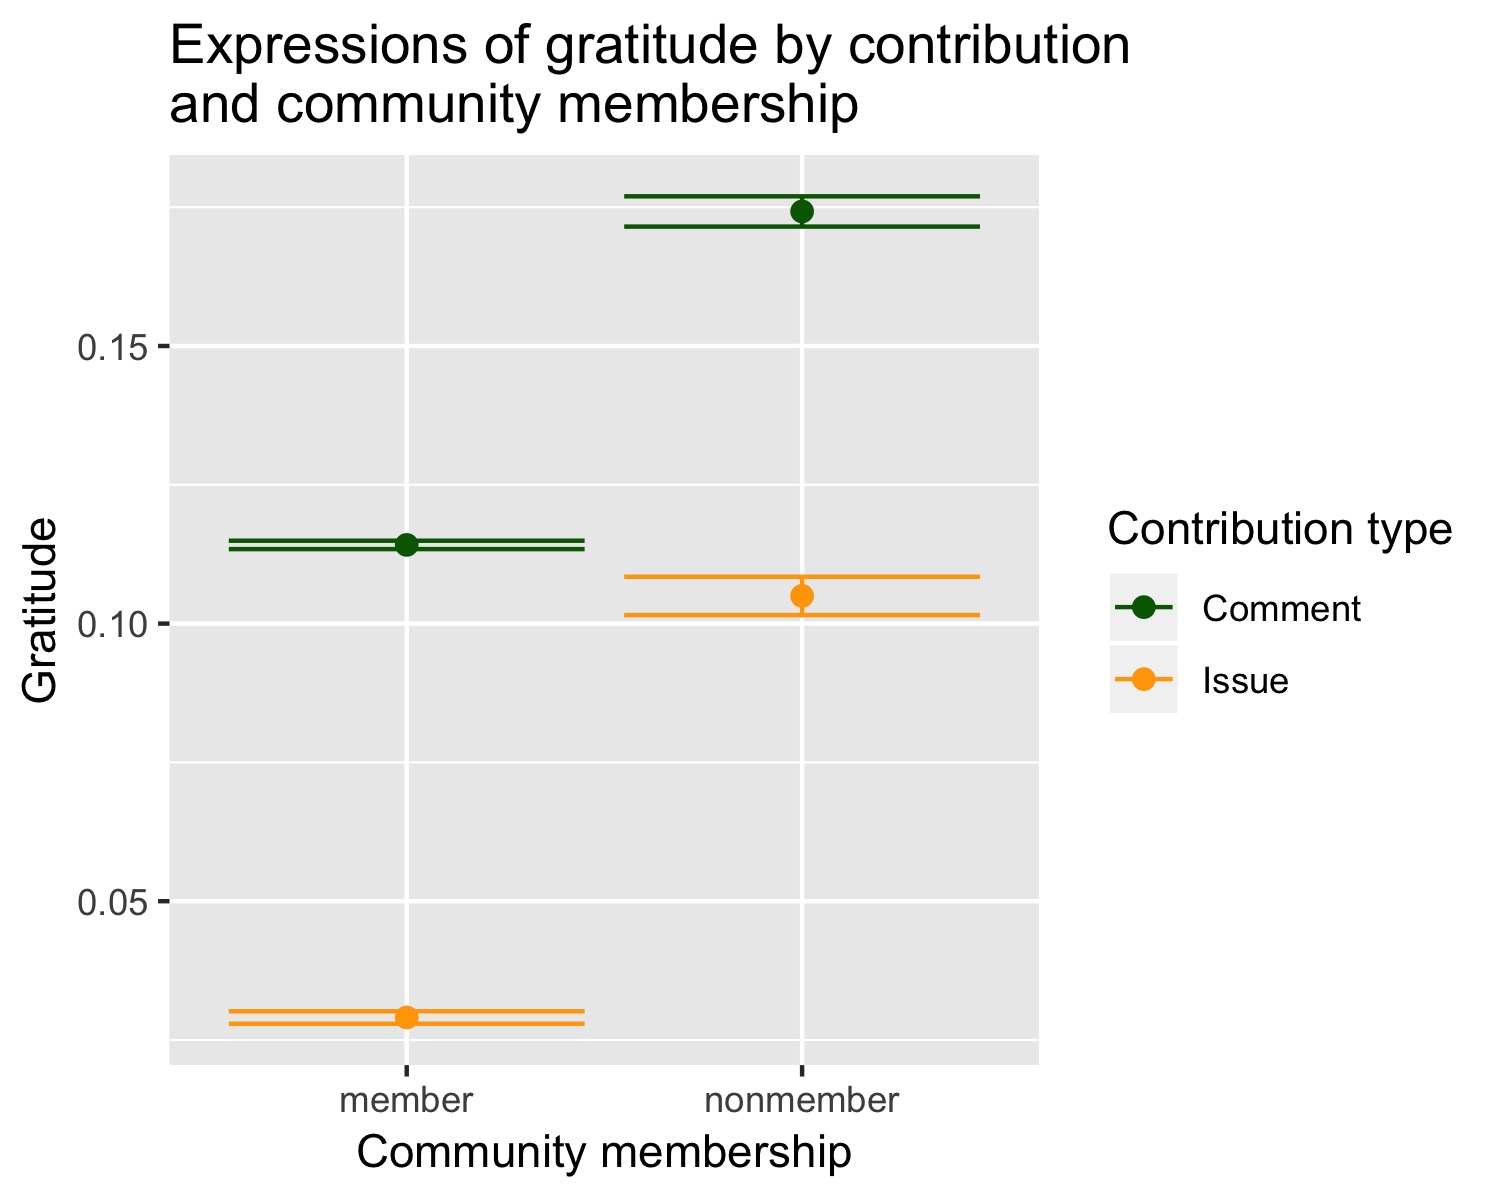 Expressions of gratitude by contribution
and community membership
Gratitude
0.15
0.10
0.05
member
nonmember
Community membership
Contribution type
Comment
Issue